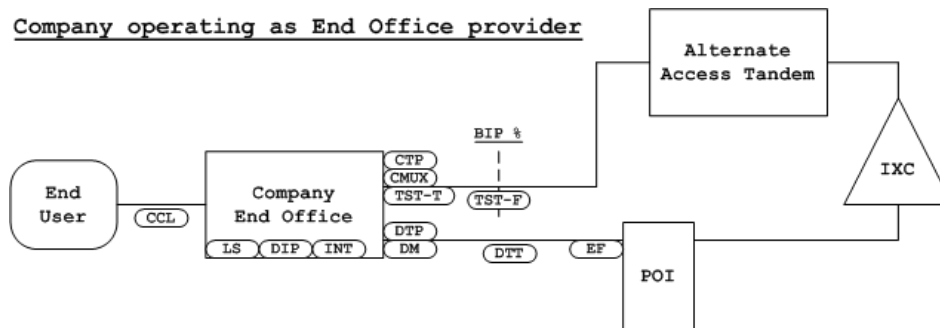 Company operating as End Office provider
Alternate
Access Tandem
BIP %
CTP
CMUX
TST-T
TST-F
IXC
End
User
CCL
Company
End Office
LS
DIP
INT
DTP
DM
DTT
EF
POI